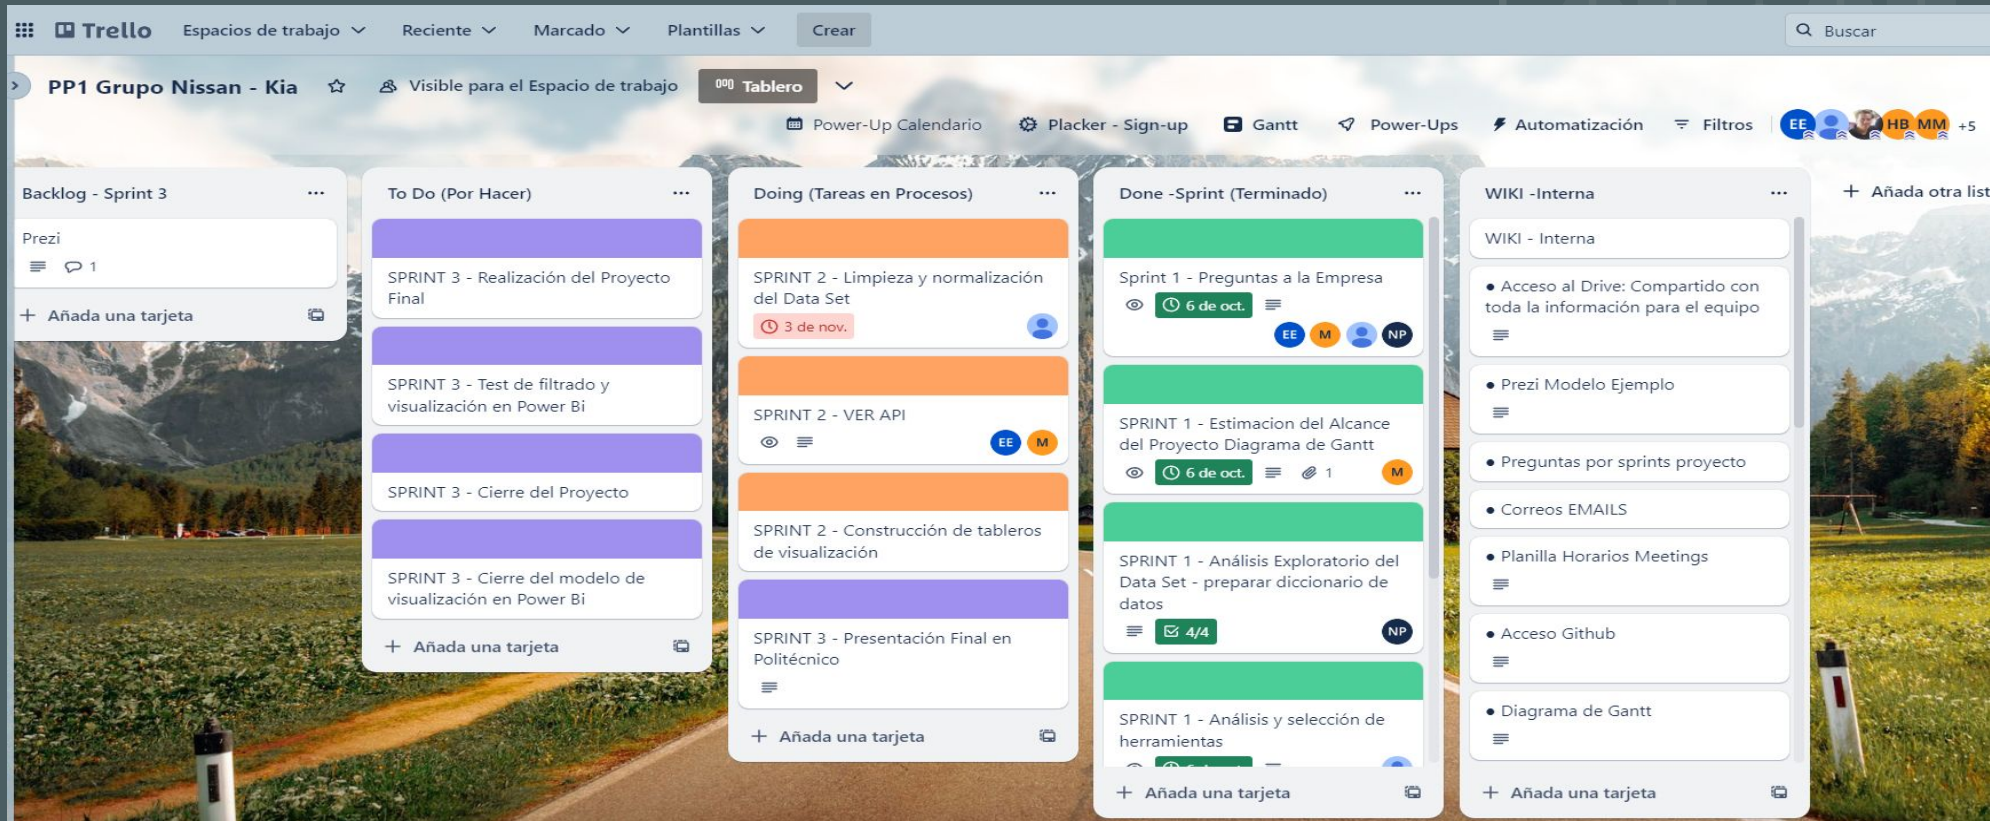 Trello
Espacios de trabajo
Reciente
Marcado
Plantillas
Crear
Buscar
PP1 Grupo Nissan - Kia
Visible para el Espacio de trabajo
Tablero
Power-Up Calendario
Placker - Sign-up
Gantt
Power-Ups
Automatización
Filtros
EE
HB
MM
+5
Backlog - Sprint 3
Prezi
1
+ Añada una tarjeta
To Do (Por Hacer)
SPRINT 3 - Realización del Proyecto
Final
SPRINT 3 - Test de filtrado y
visualización en Power Bi
SPRINT 3 - Cierre del Proyecto
SPRINT 3 - Cierre del modelo de
visualización en Power Bi
+ Añada una tarjeta
Doing (Tareas en Procesos)
SPRINT 2 - Limpieza y normalización
del Data Set
3 de nov.
SPRINT 2 - VER API
EE
M
SPRINT 2 - Construcción de tableros
de visualización
SPRINT 3 - Presentación Final en
Politécnico
+ Añada una tarjeta
Done -Sprint (Terminado)
Sprint 1 - Preguntas a la Empresa
6 de oct.
EE
M
NP
SPRINT 1 - Estimacion del Alcance
del Proyecto Diagrama de Gantt
6 de oct.
1
M
SPRINT 1 - Análisis Exploratorio del
Data Set - preparar diccionario de
datos
4/4
NP
SPRINT 1 - Análisis y selección de
herramientas
+ Añada una tarjeta
WIKI -Interna
WIKI - Interna
● Acceso al Drive: Compartido con
toda la información para el equipo
● Prezi Modelo Ejemplo
● Preguntas por sprints proyecto
● Correos EMAILS
● Planilla Horarios Meetings
● Acceso Github
● Diagrama de Gantt
+ Añada una tarjeta
+ Añada otra list